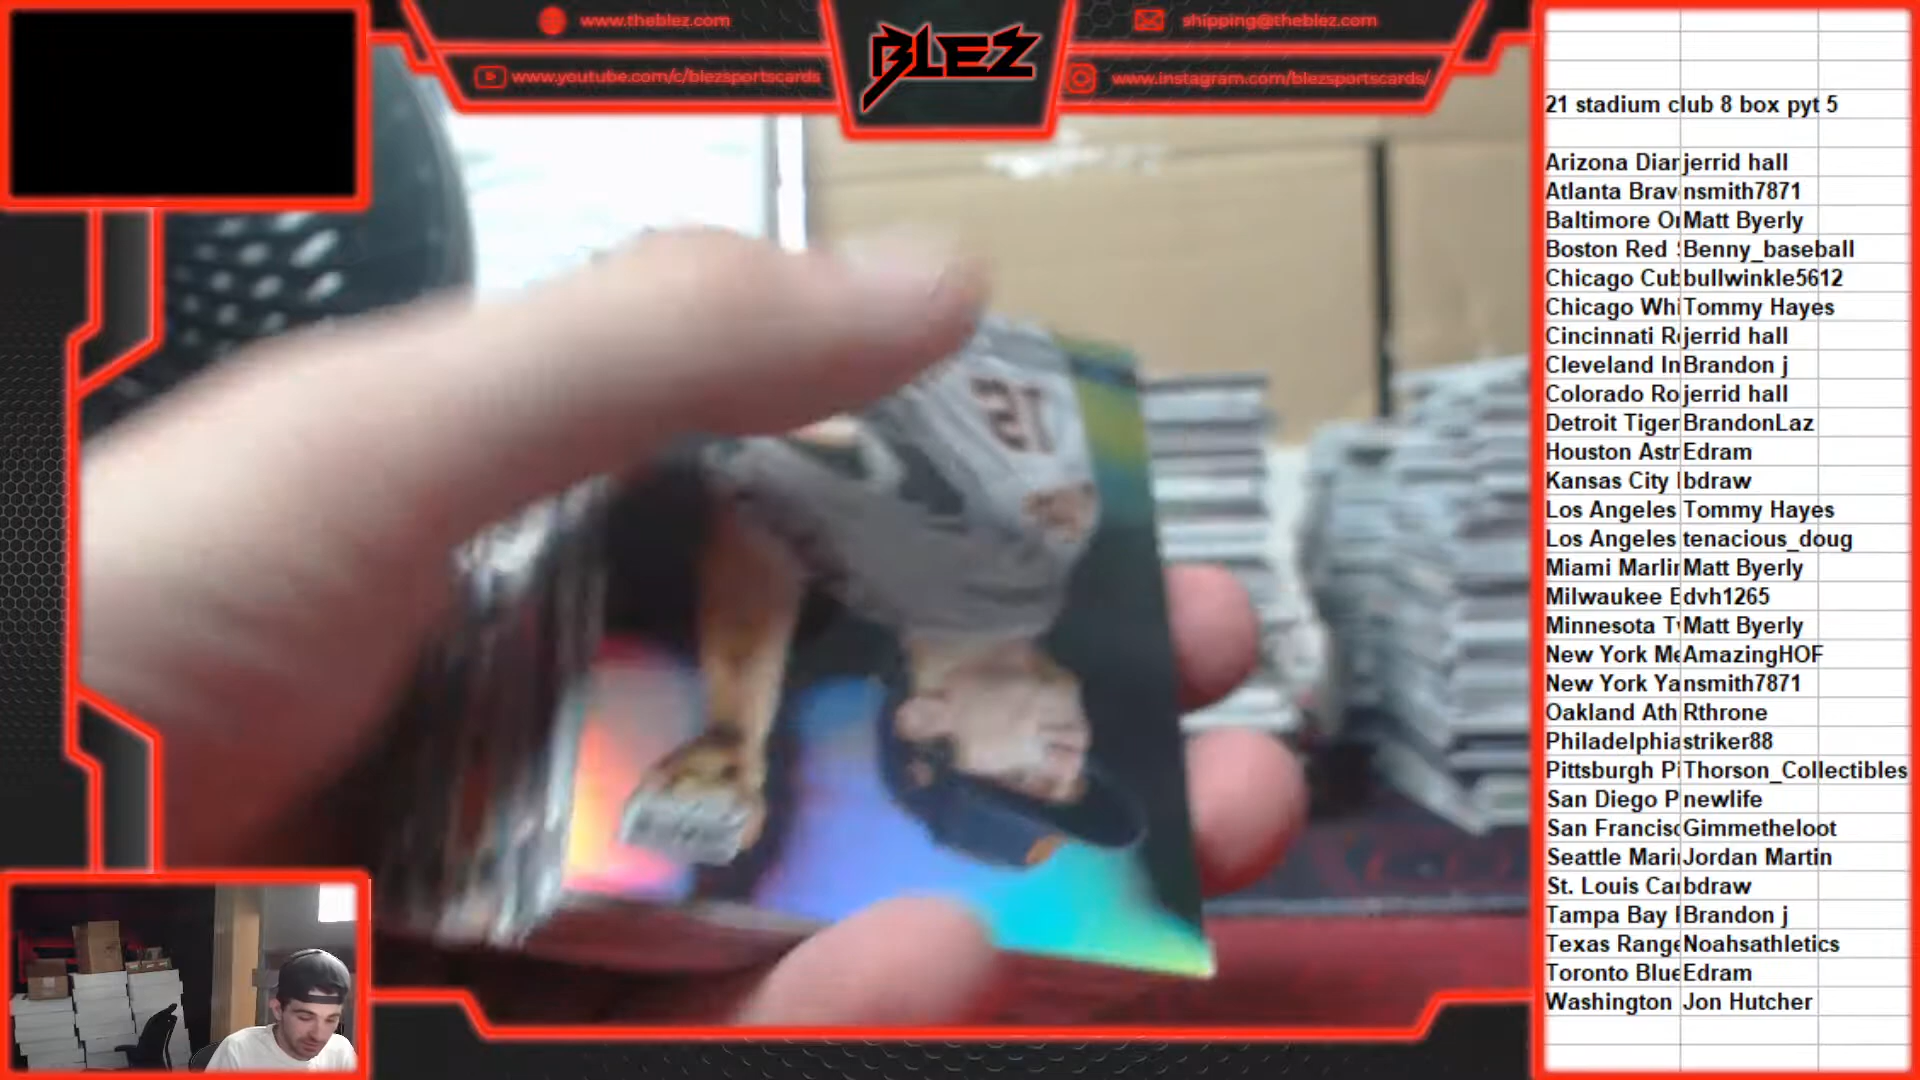 www.theblez.com
BLEZ
shipping@theblez.com
www.youtube.com/c/blezsportscards
www.instagram.com/blezsportscards/
21 stadium club 8 box pyt 5
Arizona Diar jerrid hall
Atlanta Brav nsmith7871
Baltimore Or Matt Byerly
Boston Red S Benny_baseball
Chicago Cub bullwinkle5612
Chicago Whi Tommy Hayes
Cincinnati Re jerrid hall
Cleveland In Brandon j
Colorado Ro jerrid hall
Detroit Tiger BrandonLaz
Houston Astr Edram
Kansas City bdraw
Los Angeles Tommy Hayes
Los Angeles tenacious_doug
Miami Marlin Matt Byerly
Milwaukee B dvh1265
Minnesota Tw Matt Byerly
New York Me AmazingHOF
New York Ya nsmith7871
Oakland Ath Rthrone
Philadelphia striker88
Pittsburgh Pi Thorson_Collectibles
San Diego P newlife
San Francisc Gimmetheloot
Seattle Mari Jordan Martin
St. Louis Car bdraw
Tampa Bay Brandon j
Texas Range Noahsathletics
Toronto Blue Edram
Washington Jon Hutcher